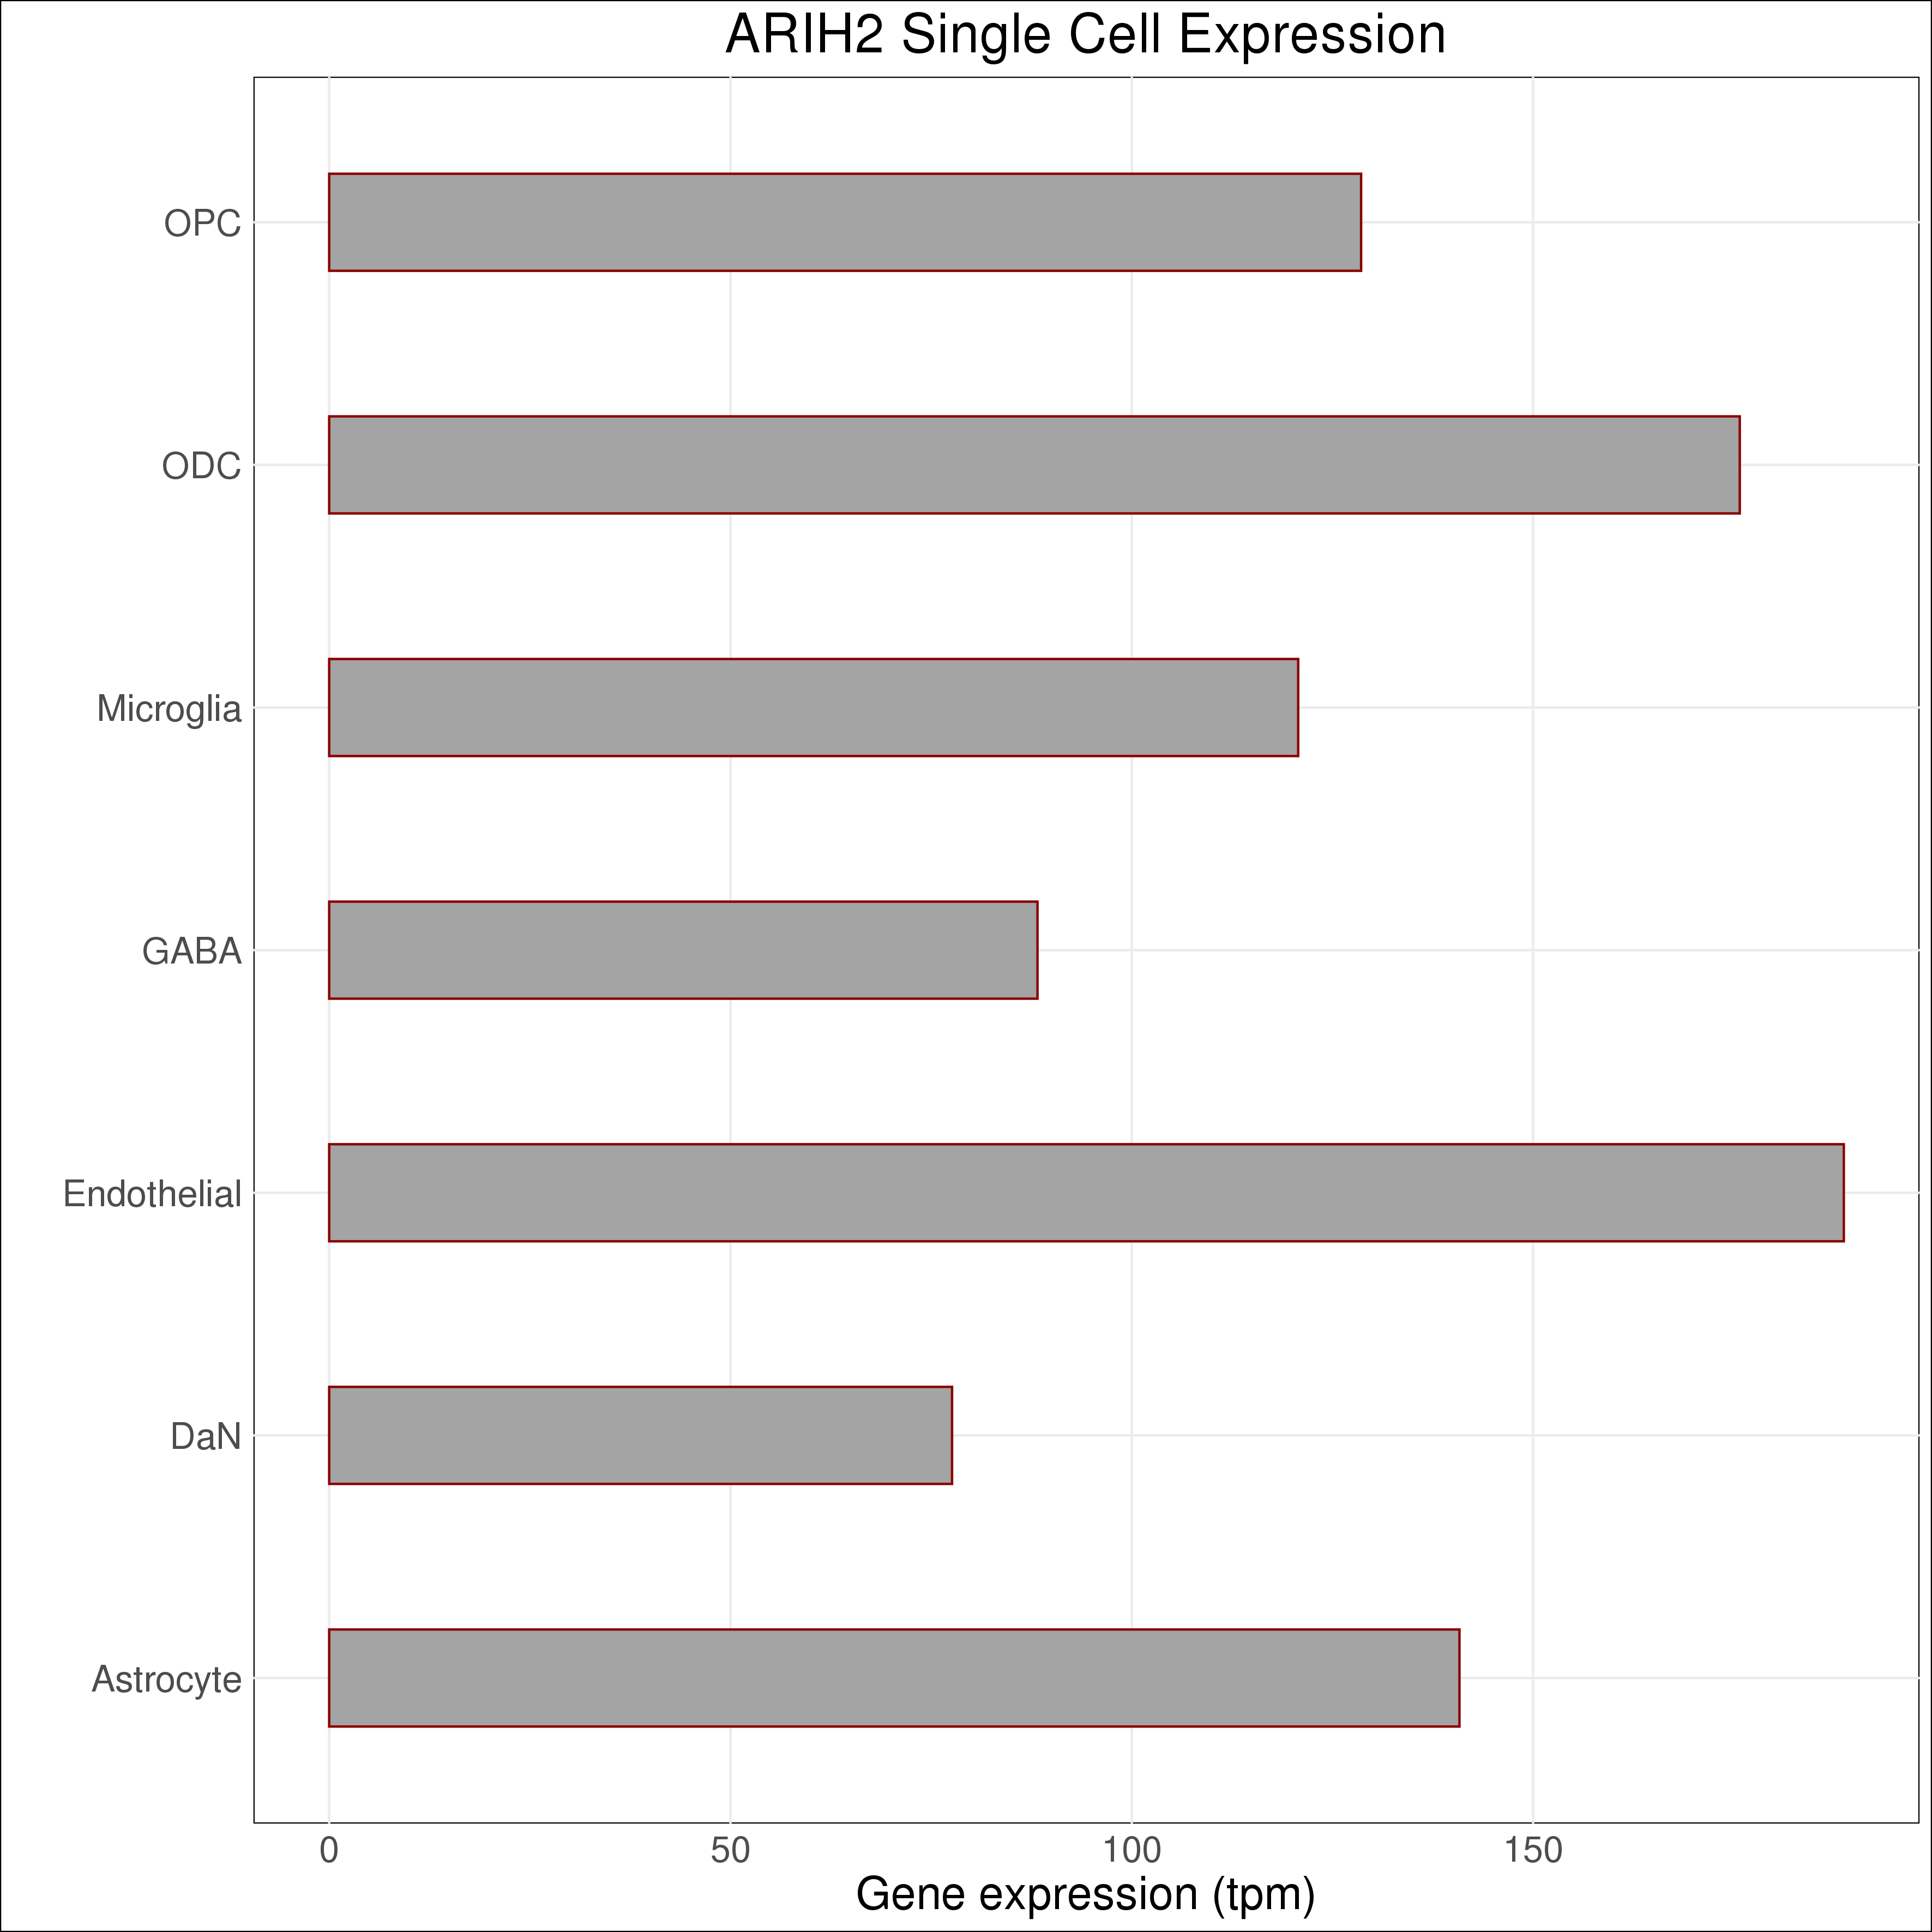 ARIH2 Single Cell Expression
OPC
ODC
Microglia
GABA
Endothelial
DaN
Astrocyte
0 50 100 150
Gene expression (tpm)